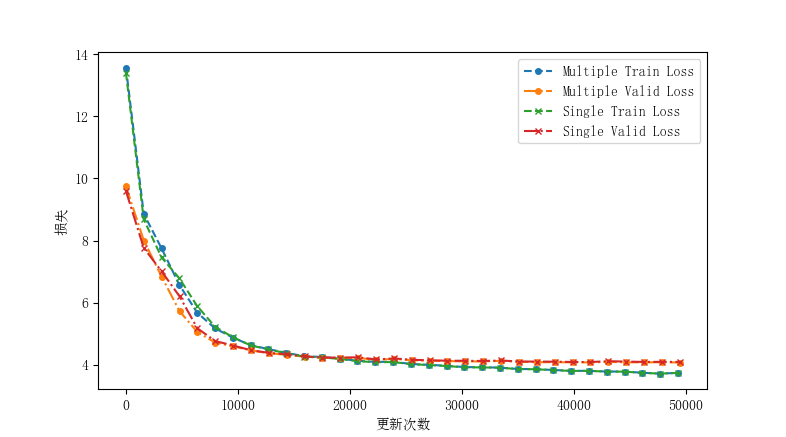 14
12
10
8
6
4
损失
Multiple Train Loss
Multiple Valid Loss
Single Train Loss
Single Valid Loss
0
10000
20000
30000
40000
50000
更新次数